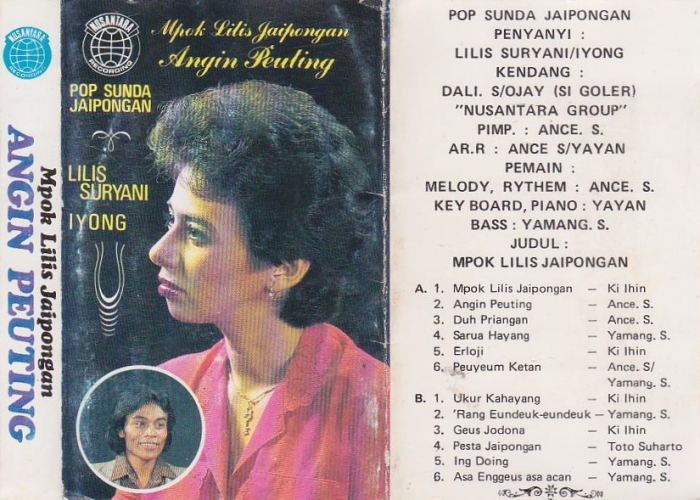 NUSANTARA
RECORDING
Mpok Lilis Jaipongan
ANGIN PEUTING
NUSANTARA
RECORDING
Mpok Lilis Jaipongan
Angin Peuting
POP SUNDA
JAIPONGAN
LILIS
SURYANI
IYONG
POP SUNDA JAIPONGAN
PENYANYI :
LILIS SURYANI/IYONG
KENDANG :
DALI. S/OJAY (SI GOLER)
"NUSANTARA GROUP"
PIMP. : ANCE. S.
AR.R : ANCE S/YAYAN
PEMAIN :
MELODY, RYTHEM : ANCE. S.
KEY BOARD, PIANO : YAYAN
BASS : YAMANG. S.
JUDUL :
MPOK LILIS JAIPONGAN
A. 1. Mpok Lilis Jaipongan – Ki Ihin
2. Angin Peuting – Ance. S.
3. Duh Priangan – Ance. S.
4. Sarua Hayang – Yamang. S.
5. Erloji – Ki Ihin
6. Peuyeum Ketan – Ance. S/
Yamang. S.
B. 1. Ukur Kahayang – Ki Ihin
2. 'Rang Eundeuk-eundeuk – Yamang. S.
3. Geus Jodona – Ki Ihin
4. Pesta Jaipongan – Toto Suharto
5. Ing Doing – Yamang. S.
6. Asa Enggeus asa acan – Yamang. S.